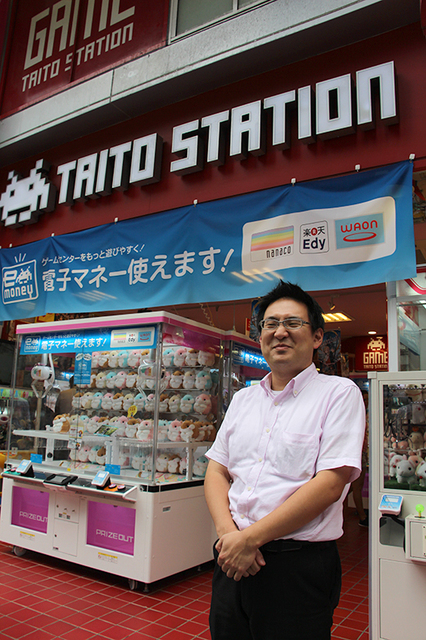 GAME
TAITO STATION
TAITO STATION
ゲームセンターをもっと遊びやすく!
money
電子マネー使えます!
nanaco
楽天
Edy
WAON
電子マネー使えます!
GAME
PRIZE OUT
PRIZE OUT